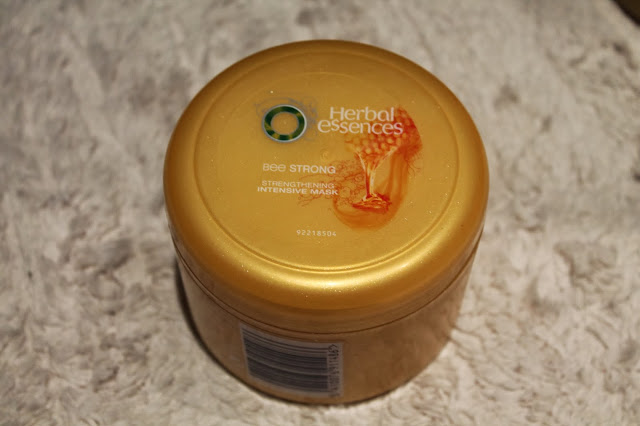 Herbal
essences
Bee STRONG
STRENGTHENING
INTENSIVE MASK
92218504